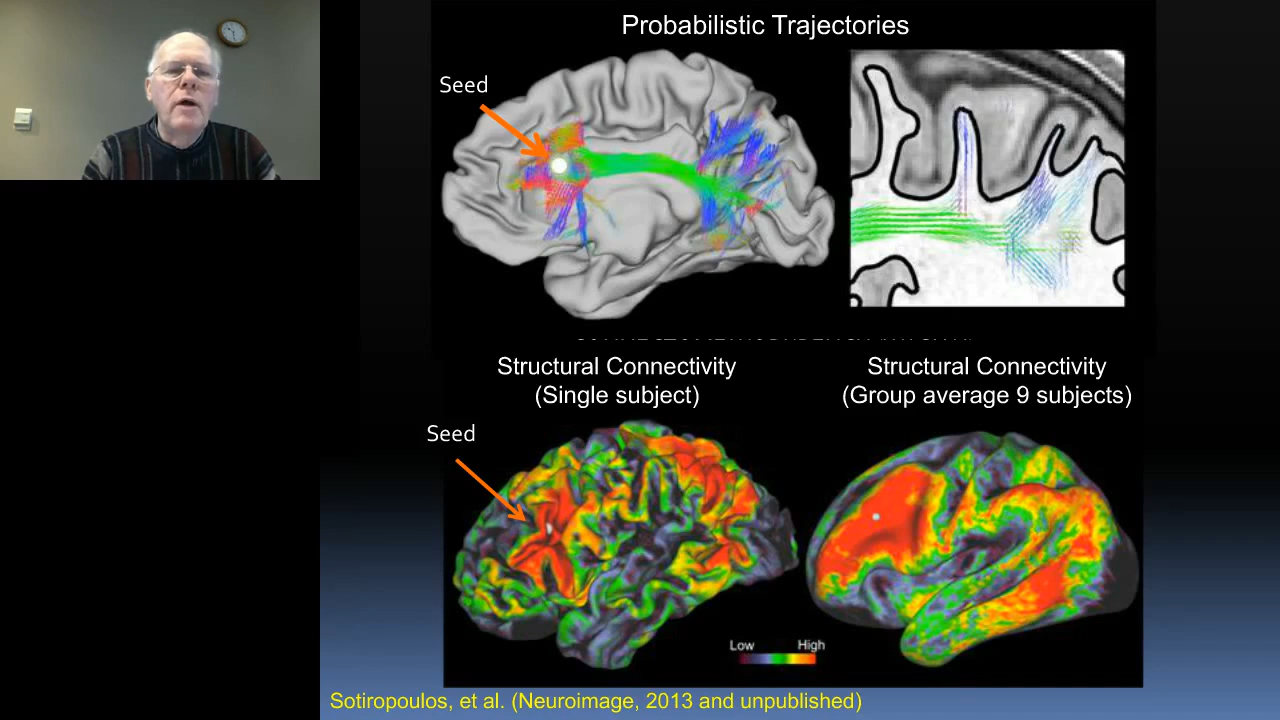 Probabilistic Trajectories
Seed
Structural Connectivity
(Single subject)
Structural Connectivity
(Group average 9 subjects)
Seed
Low
High
Sotiropoulos, et al. (Neuroimage, 2013 and unpublished)